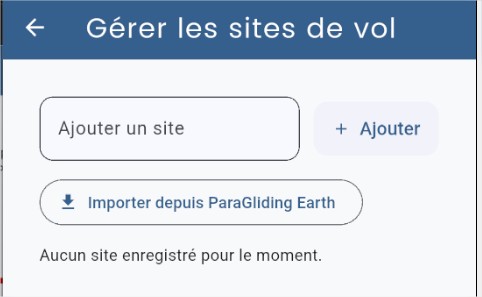 Gérer les sites de vol
Ajouter un site
+ Ajouter
Importer depuis ParaGliding Earth
Aucun site enregistré pour le moment.